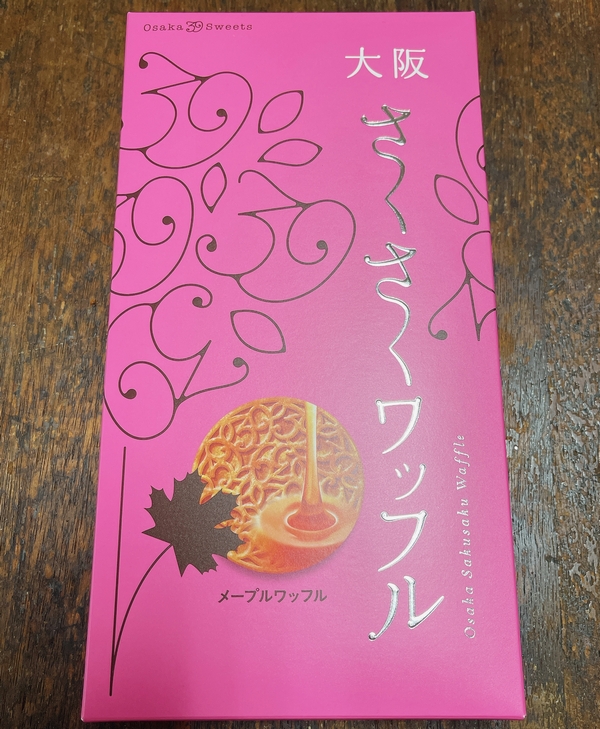 Osaka 39 Sweets
大阪
さくさくワッフル
Osaka Sakusaku Waffle
メープルワッフル